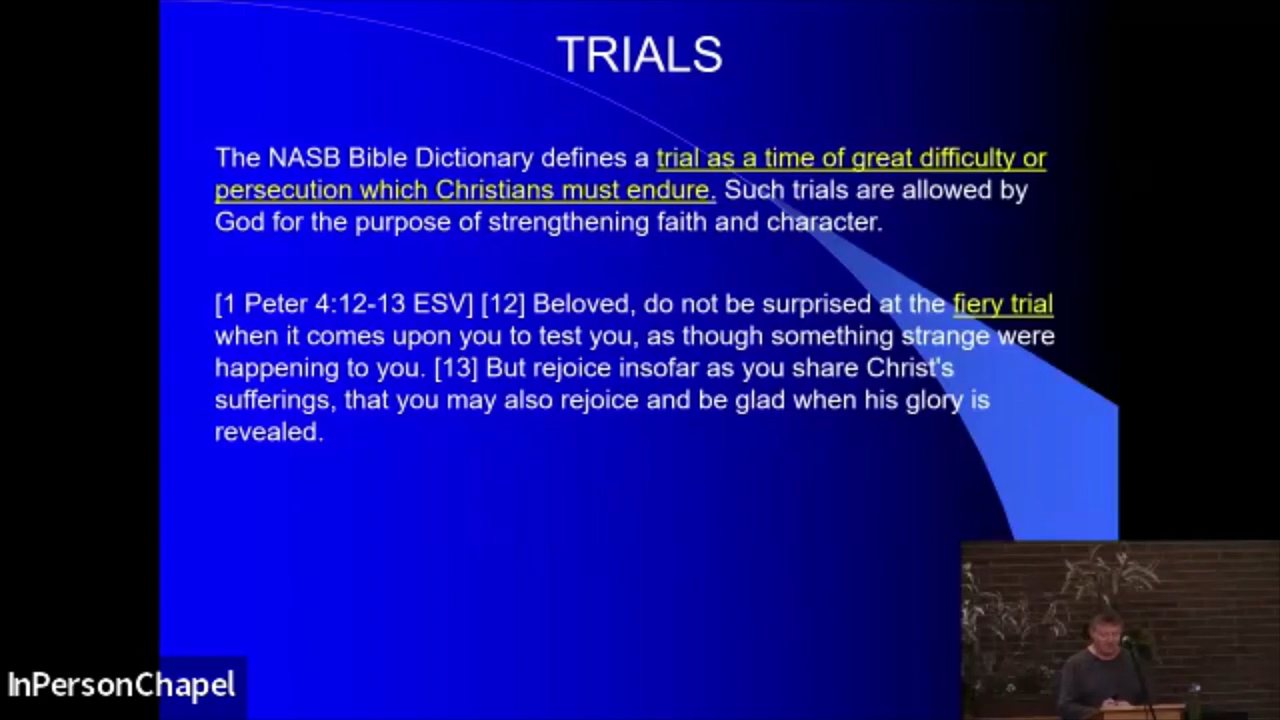 TRIALS
The NASB Bible Dictionary defines a trial as a time of great difficulty or
persecution which Christians must endure. Such trials are allowed by
God for the purpose of strengthening faith and character.
[1 Peter 4:12-13 ESV] [12] Beloved, do not be surprised at the fiery trial
when it comes upon you to test you, as though something strange were
happening to you. [13] But rejoice insofar as you share Christ's
sufferings, that you may also rejoice and be glad when his glory is
revealed.
InPersonChapel